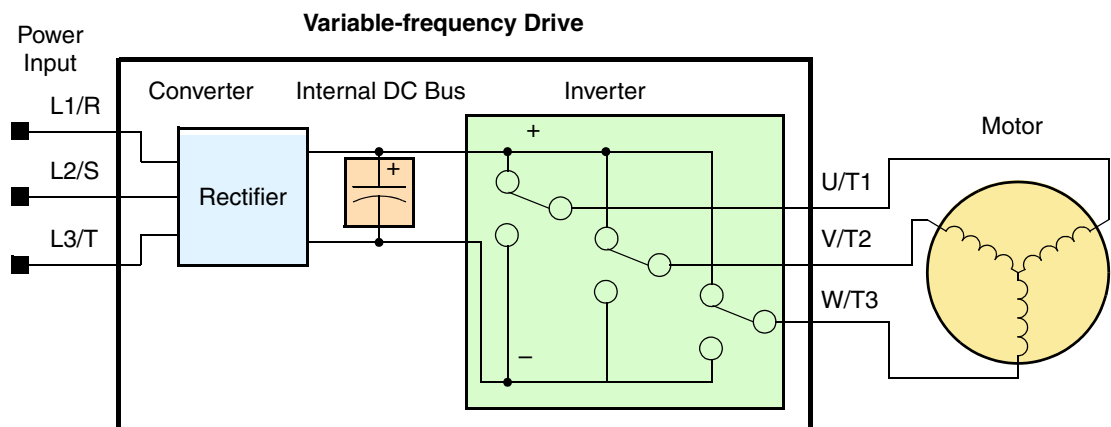 Variable-frequency Drive
Power
Input
Converter
Internal DC Bus
Inverter
L1/R
L2/S
L3/T
Rectifier
+
+
–
Motor
U/T1
V/T2
W/T3